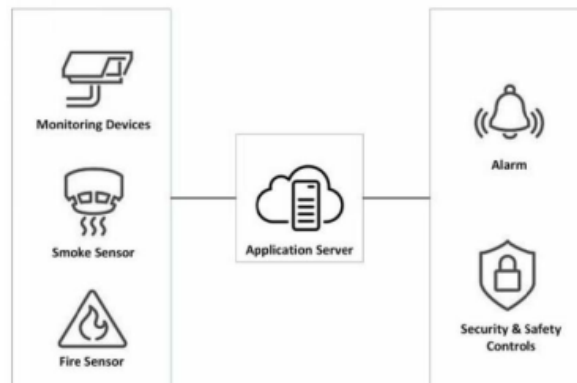 Monitoring Devices
Smoke Sensor
Fire Sensor
Application Server
Alarm
Security & Safety
Controls